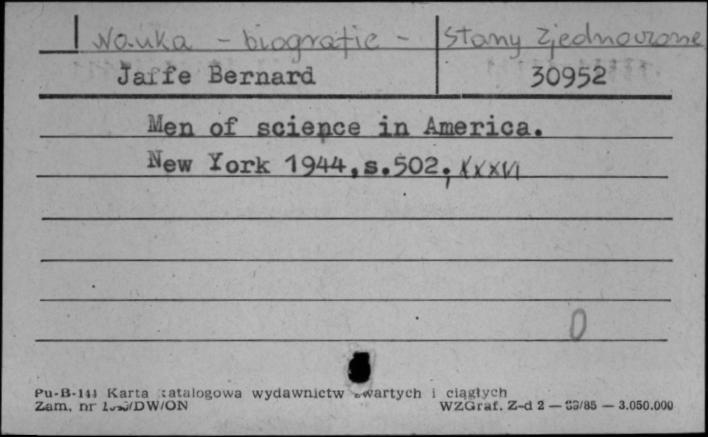 Nauka - biografie - Stany Zjednoczone
Jaffe Bernard 30952
Men of science in America.
New York 1944, s.502; XXXVI
0
Pu-B-141 Karta katalogowa wydawnictw zwartych i ciągłych
Zam. nr /DW/ON WZGraf. Z-d 2 — /85 — 3.050.000